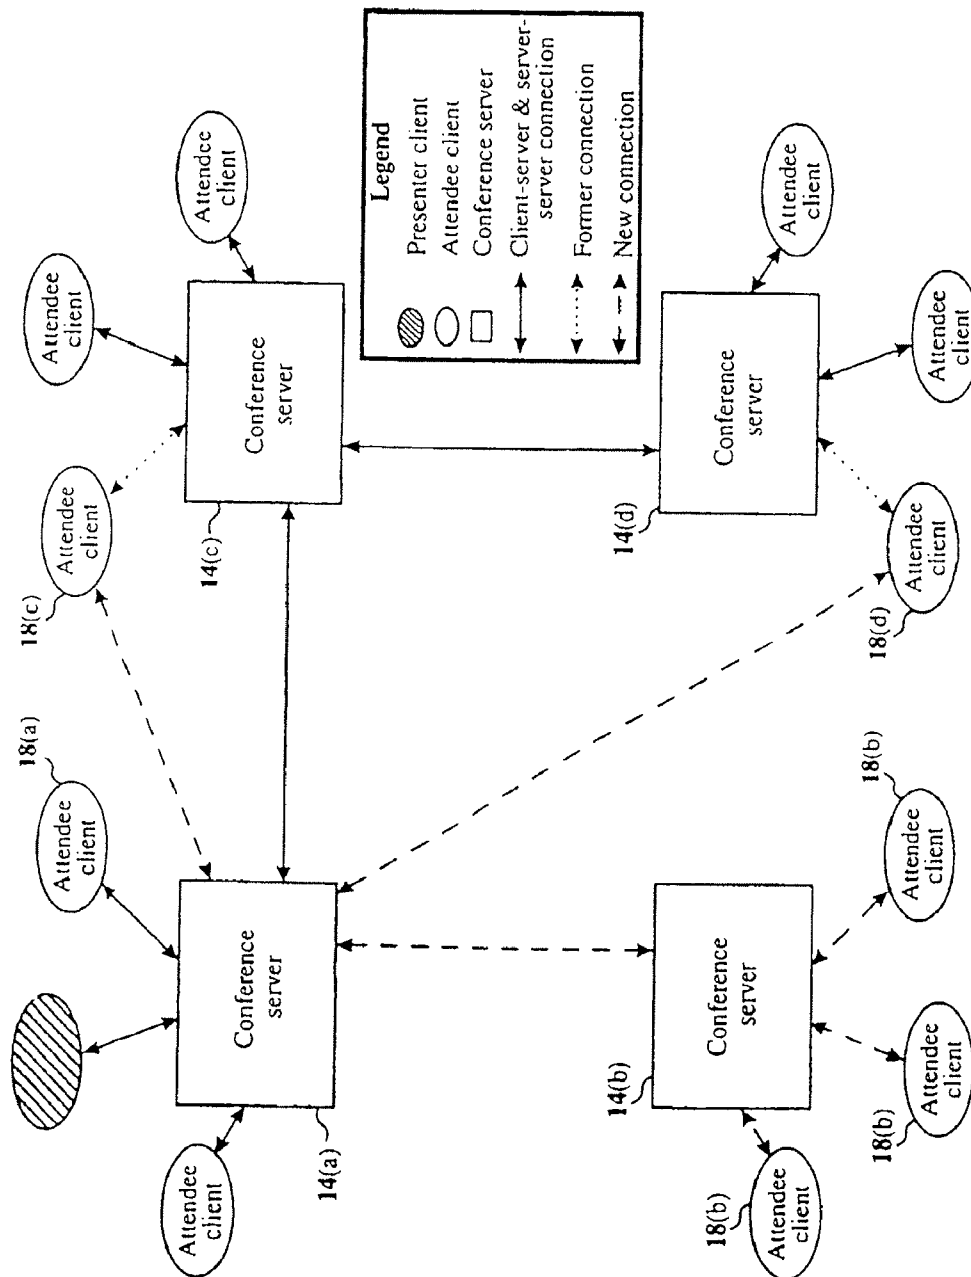 Attendee
client
18(a)
Attendee
client
18(c)
Attendee
client
Attendee
client
Attendee
client
Conference
server
14(a)
Conference
server
14(c)
Attendee
client
Legend
Presenter client
Attendee client
Conference server
Client-server & server-
server connection
Former connection
New connection
Conference
server
14(b)
Conference
server
14(d)
Attendee
client
Attendee
client
18(b)
Attendee
client
18(b)
Attendee
client
18(b)
Attendee
client
18(d)
Attendee
client